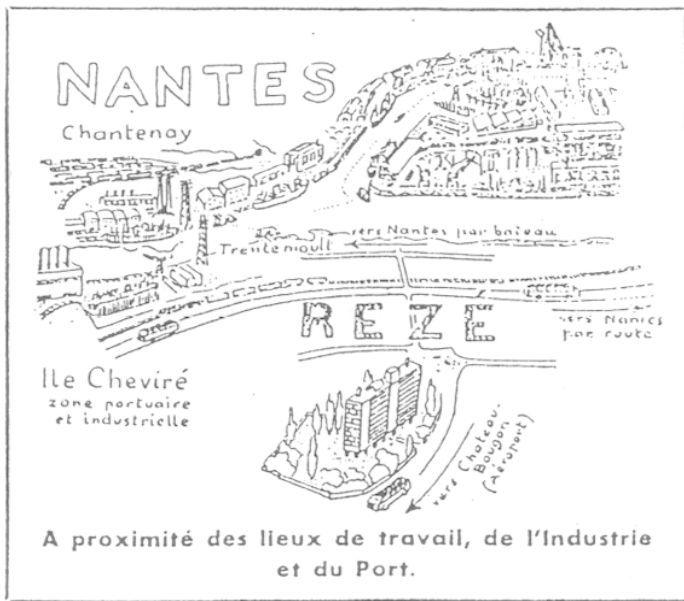 NANTES
Chantenay
Trentemoult
vers Nantes par bateau
REZE
vers Nantes
par route
Ile Cheviré
zone portuaire
et industrielle
vers Chateau-
Bougon
(aéroport)
A proximité des lieux de travail, de l'Industrie
et du Port.